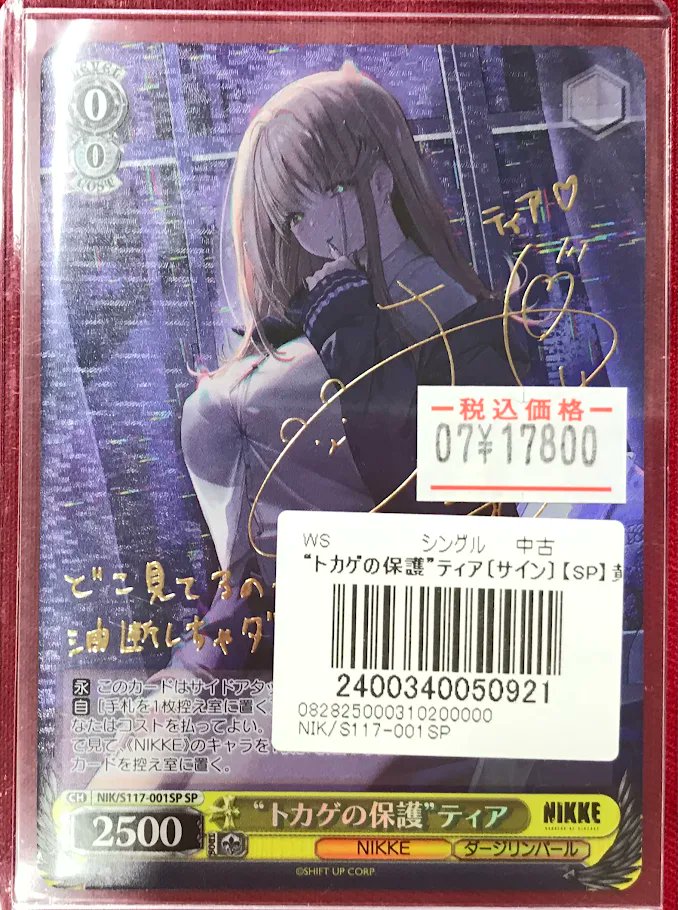 LEVEL
0
0
COST
ティア♡
税込価格
07¥17800
WS シングル 中古
“トカゲの保護”ティア[サイン]【SP】
2400340050921
082825000310200000
NIK/S117-001SP
どこ見てるの
油断しちゃダ
永 このカードはサイドアタッ
自 [手札を1枚控え室に置く
なたはコストを払ってよい。
で見て、《NIKKE》のキャラを
カードを控え室に置く。
CH NIK/S117-001SP SP
2500
“トカゲの保護”ティア
NIKKE
NIKKE
ダージリンパール
©SHIFT UP CORP.